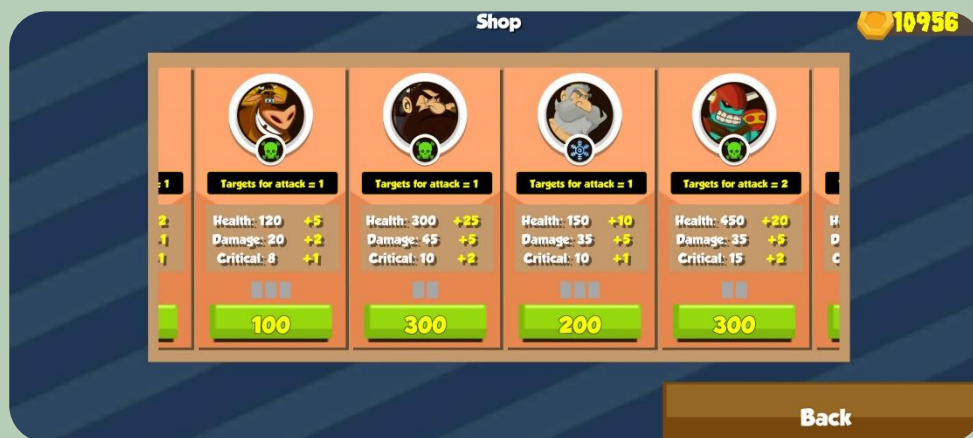 Shop
10956
: 1
Targets for attack = 1
Targets for attack = 1
Targets for attack = 1
Targets for attack = 2
Health: 120 +5
Damage: 20 +2
Critical: 8 +1
Health: 300 +25
Damage: 45 +5
Critical: 10 +2
Health: 150 +10
Damage: 35 +5
Critical: 10 +1
Health: 450 +20
Damage: 35 +5
Critical: 15 +2
100
300
200
300
Back